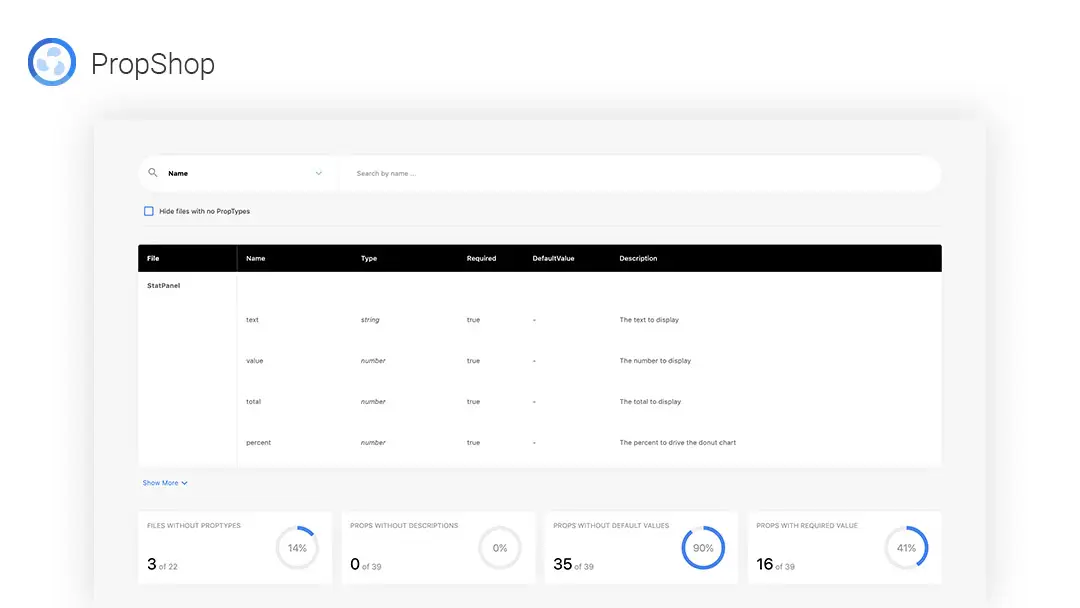 PropShop
Name Search by name ...
Hide files with no PropTypes
File Name Type Required DefaultValue Description
StatPanel
text string true - The text to display
value number true - The number to display
total number true - The total to display
percent number true - The percent to drive the donut chart
Show More
FILES WITHOUT PROPTYPES
3 of 22
14%
PROPS WITHOUT DESCRIPTIONS
0 of 39
0%
PROPS WITHOUT DEFAULT VALUES
35 of 39
90%
PROPS WITH REQUIRED VALUE
16 of 39
41%